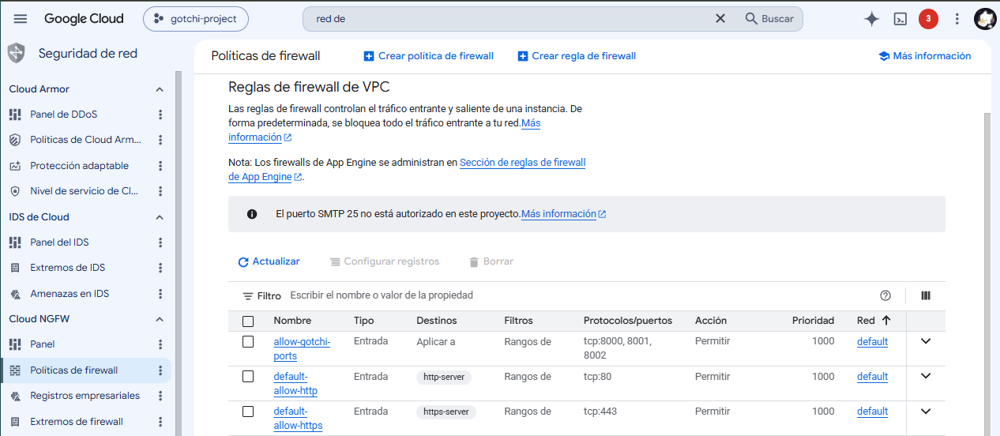 Google Cloud
gotchi-project
red de
Buscar
3
Seguridad de red
Políticas de firewall
Crear política de firewall
Crear regla de firewall
Más información
Cloud Armor
Panel de DDoS
Políticas de Cloud Arm...
Protección adaptable
Nivel de servicio de Cl...
IDS de Cloud
Panel del IDS
Extremos de IDS
Amenazas en IDS
Cloud NGFW
Panel
Políticas de firewall
Registros empresariales
Extremos de firewall
Reglas de firewall de VPC
Las reglas de firewall controlan el tráfico entrante y saliente de una instancia. De
forma predeterminada, se bloquea todo el tráfico entrante a tu red.Más
información
Nota: Los firewalls de App Engine se administran en Sección de reglas de firewall
de App Engine.
El puerto SMTP 25 no está autorizado en este proyecto.Más información
Actualizar
Configurar registros
Borrar
Filtro
Escribir el nombre o valor de la propiedad
Nombre Tipo Destinos Filtros Protocolos/puertos Acción Prioridad Red
allow-gotchi- Entrada Aplicar a Rangos de tcp:8000, 8001, Permitir 1000 default
ports 8002
default- Entrada http-server Rangos de tcp:80 Permitir 1000 default
allow-http
default- Entrada https-server Rangos de tcp:443 Permitir 1000 default
allow-https